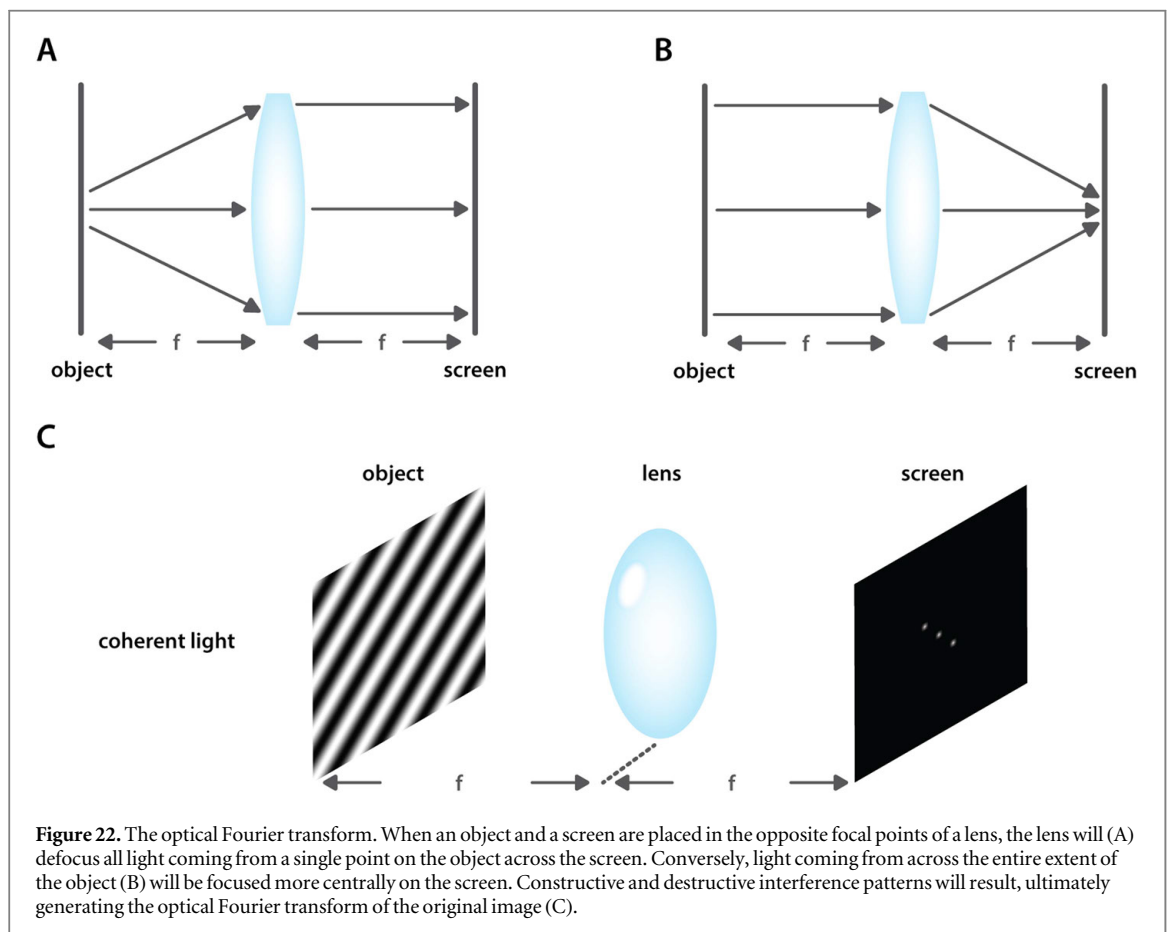 A
B
f
f
object
screen
f
f
object
screen
C
object
lens
screen
coherent light
f
f
Figure 22. The optical Fourier transform. When an object and a screen are placed in the opposite focal points of a lens, the lens will (A)
defocus all light coming from a single point on the object across the screen. Conversely, light coming from across the entire extent of
the object (B) will be focused more centrally on the screen. Constructive and destructive interference patterns will result, ultimately
generating the optical Fourier transform of the original image (C).